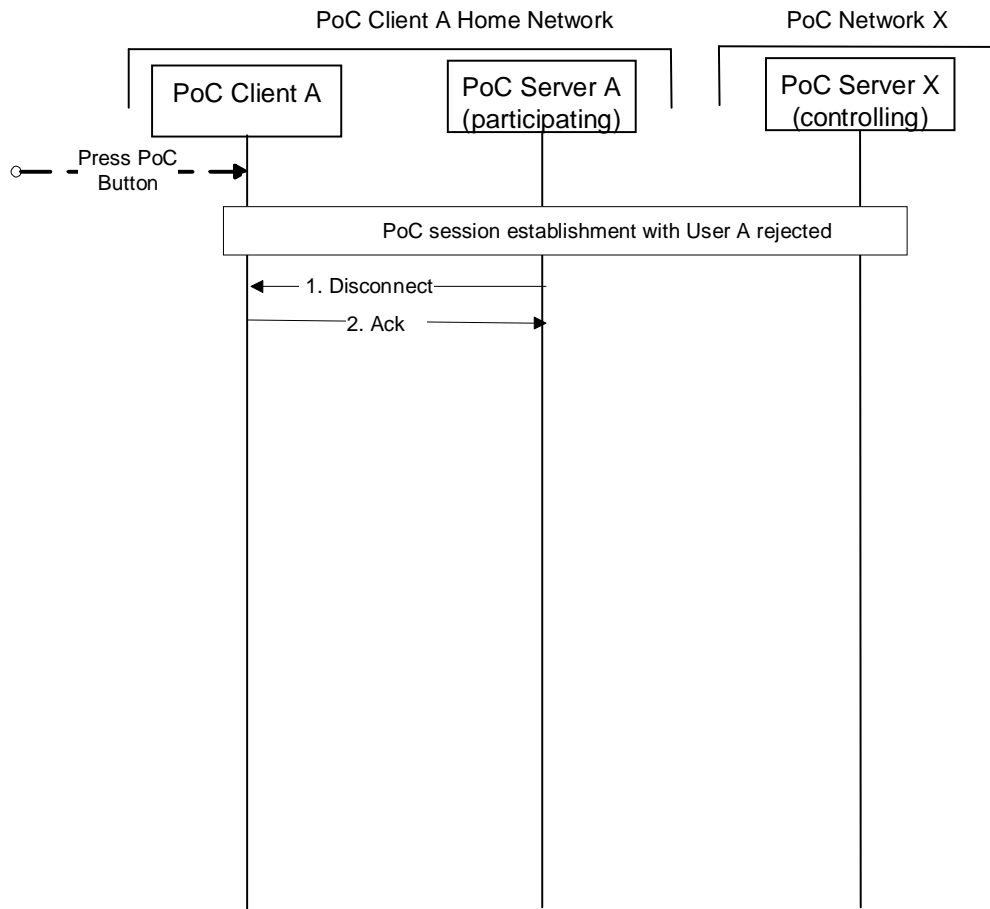 PoC Client A Home Network
PoC Network X
PoC Client A
PoC Server A
(participating)
PoC Server X
(controlling)
Press PoC
Button
PoC session establishment with User A rejected
1. Disconnect
2. Ack